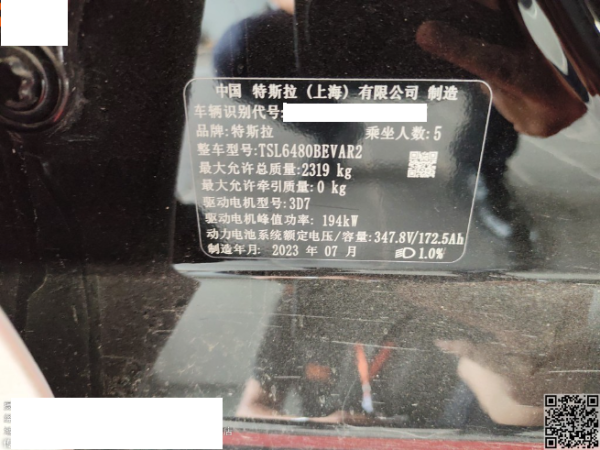 中国 特斯拉（上海）有限公司 制造
车辆识别代号:
品牌:特斯拉 乘坐人数:5
整车型号:TSL6480BEVAR2
最大允许总质量:2319 kg
最大允许牵引质量:0 kg
驱动电机型号:3D7
驱动电机峰值功率: 194kW
动力电池系统额定电压/容量:347.8V/172.5Ah
制造年月: 2023 年 07 月 1.0%